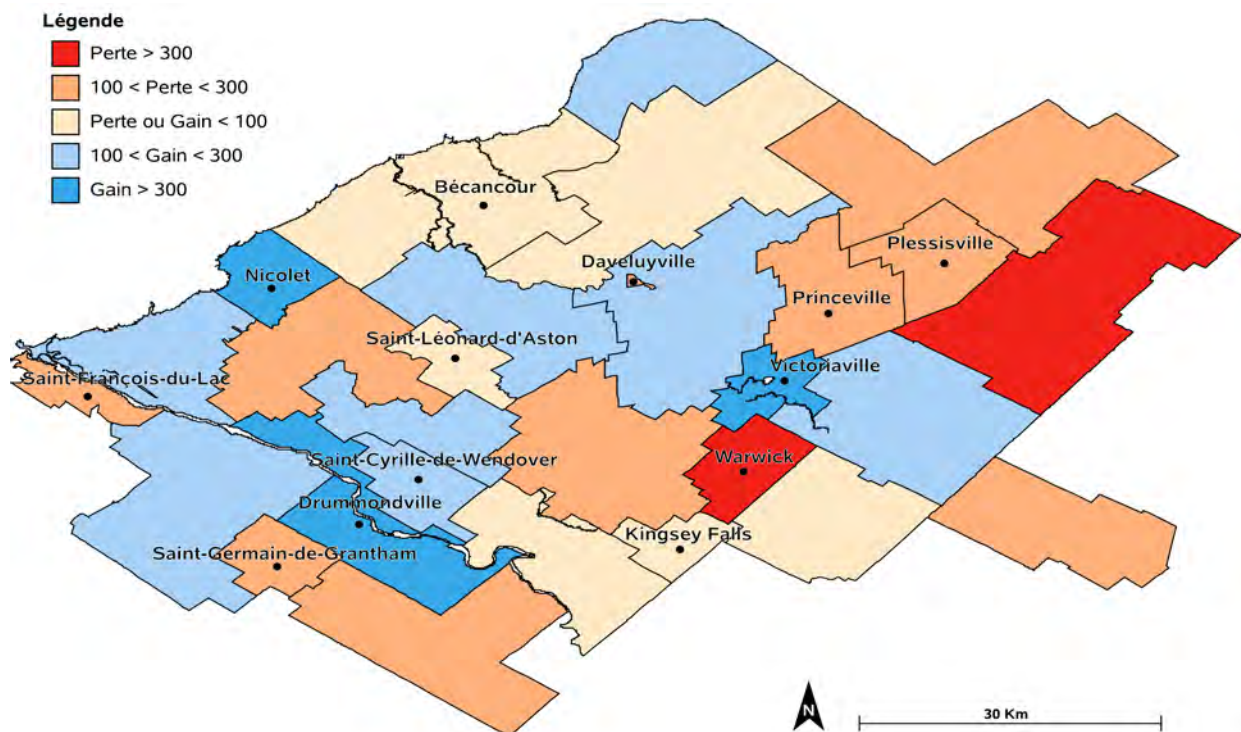 Légende
Perte > 300
100 < Perte < 300
Perte ou Gain < 100
100 < Gain < 300
Gain > 300
Bécancour
Plessisville
Daveluyville
Nicolet
Princeville
Saint-Léonard-d'Aston
Victoriaville
Saint-François-du-Lac
Saint-Cyrille-de-Wendover
Warwick
Drummondville
Kingsey Falls
Saint-Germain-de-Grantham
N
30 Km